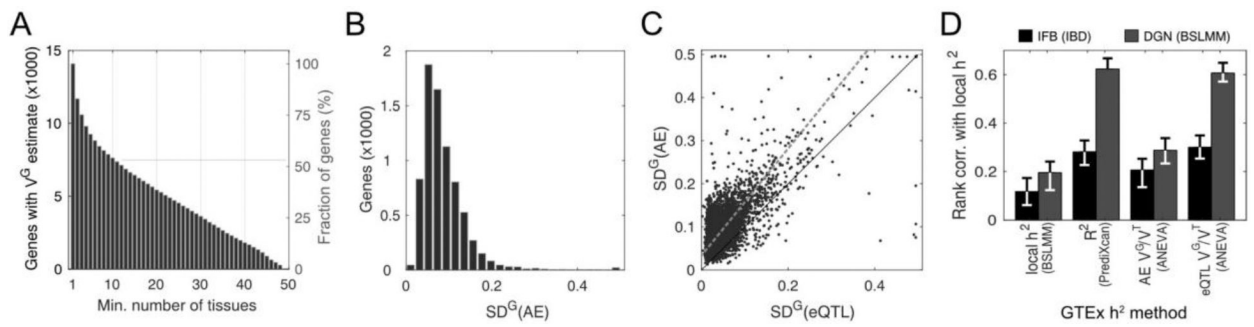 A
Genes with V^G estimate (x1000)
15
10
5
0
100
75
50
25
0
Fraction of genes (%)
1
10
20
30
40
50
Min. number of tissues
B
Genes (x1000)
2
1.5
1
0.5
0
0
0.2
0.4
SD^G(AE)
C
SD^G(AE)
0.5
0.4
0.3
0.2
0.1
0
0
0.2
0.4
SD^G(eQTL)
D
IFB (IBD)
DGN (BSLMM)
Rank corr. with local h^2
0.6
0.4
0.2
0
local h^2
(BSLMM)
R^2
(PrediXcan)
AE V^G/V^T
(ANEVA)
eQTL V^G/V^T
(ANEVA)
GTEx h^2 method